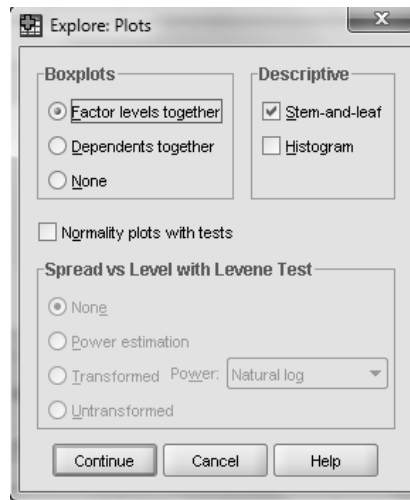 Explore: Plots
Boxplots
Factor levels together
Dependents together
None
Descriptive
Stem-and-leaf
Histogram
Normality plots with tests
Spread vs Level with Levene Test
None
Power estimation
Transformed Power: Natural log
Untransformed
Continue Cancel Help